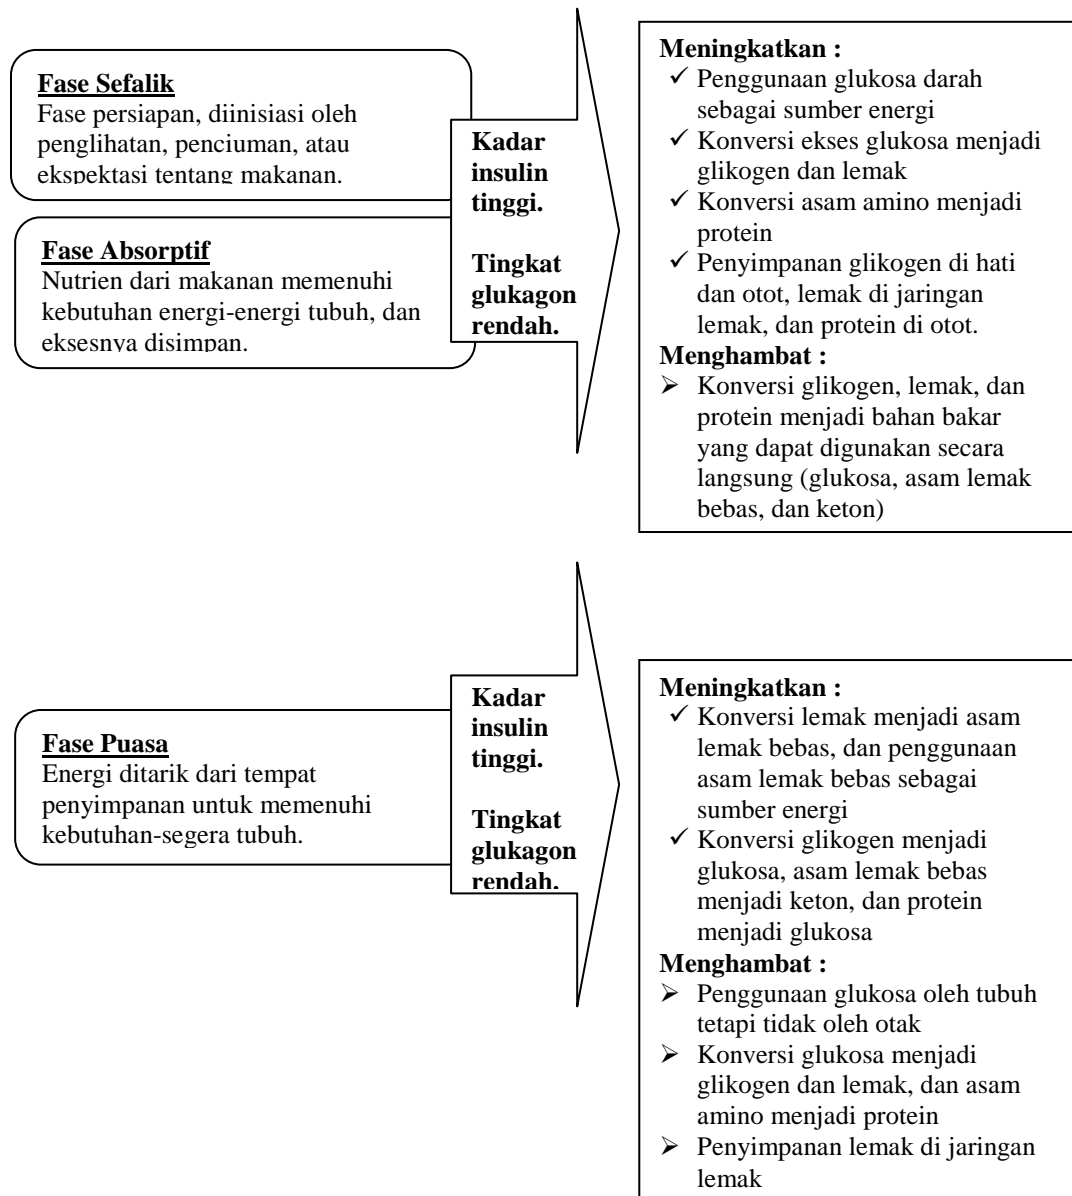 Fase Sefalik
Fase persiapan, diinisiasi oleh
penglihatan, penciuman, atau
ekspektasi tentang makanan.
Fase Absorptif
Nutrien dari makanan memenuhi
kebutuhan energi-energi tubuh, dan
eksesnya disimpan.
Kadar
insulin
tinggi.
Tingkat
glukagon
rendah.
Meningkatkan :
✓ Penggunaan glukosa darah
sebagai sumber energi
✓ Konversi ekses glukosa menjadi
glikogen dan lemak
✓ Konversi asam amino menjadi
protein
✓ Penyimpanan glikogen di hati
dan otot, lemak di jaringan
lemak, dan protein di otot.
Menghambat :
➢ Konversi glikogen, lemak, dan
protein menjadi bahan bakar
yang dapat digunakan secara
langsung (glukosa, asam lemak
bebas, dan keton)
Fase Puasa
Energi ditarik dari tempat
penyimpanan untuk memenuhi
kebutuhan-segera tubuh.
Kadar
insulin
tinggi.
Tingkat
glukagon
rendah.
Meningkatkan :
✓ Konversi lemak menjadi asam
lemak bebas, dan penggunaan
asam lemak bebas sebagai
sumber energi
✓ Konversi glikogen menjadi
glukosa, asam lemak bebas
menjadi keton, dan protein
menjadi glukosa
Menghambat :
➢ Penggunaan glukosa oleh tubuh
tetapi tidak oleh otak
➢ Konversi glukosa menjadi
glikogen dan lemak, dan asam
amino menjadi protein
➢ Penyimpanan lemak di jaringan
lemak